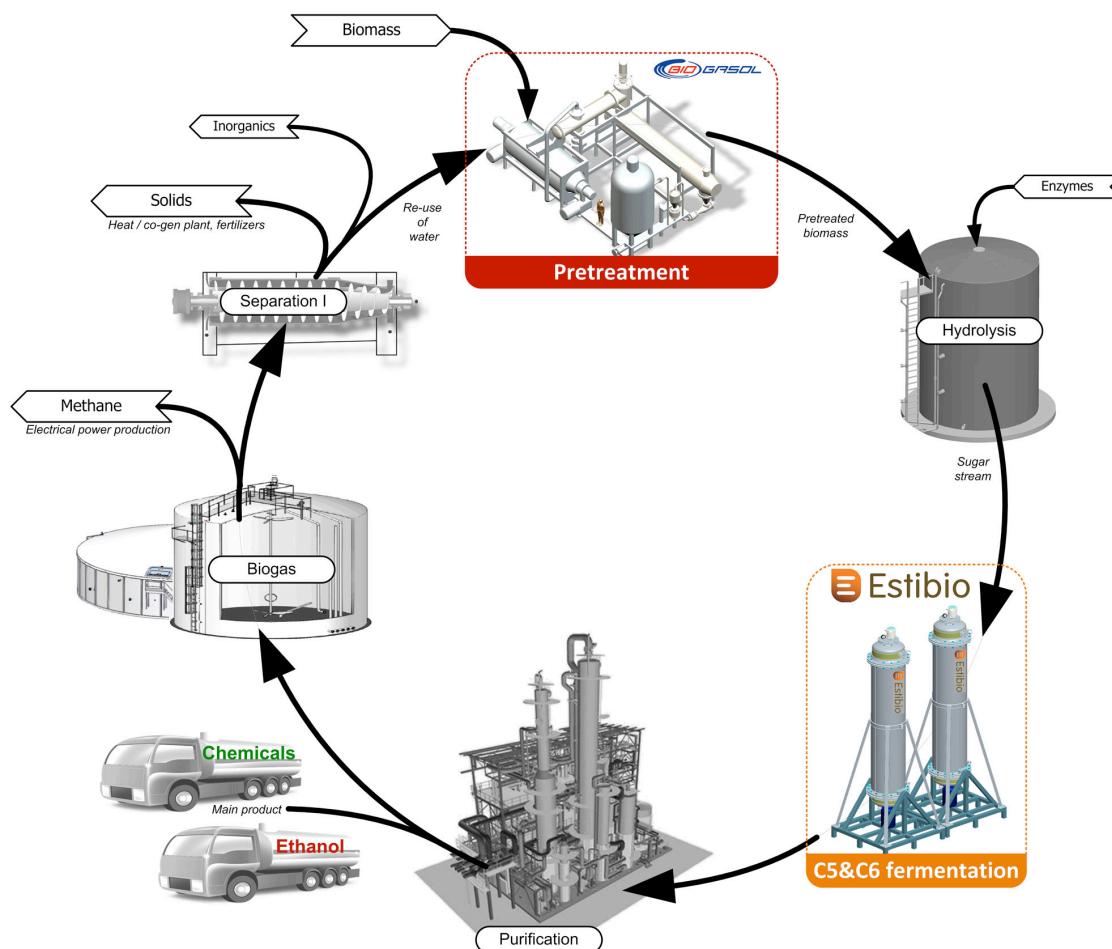 Biomass
BIOGASOL
Inorganics
Solids
Heat / co-gen plant, fertilizers
Re-use
of
water
Pretreatment
Pretreated
biomass
Enzymes
Separation I
Hydrolysis
Methane
Electrical power production
Sugar
stream
Biogas
Estibio
Estibio
Estibio
Chemicals
Main product
Ethanol
C5&C6 fermentation
Purification